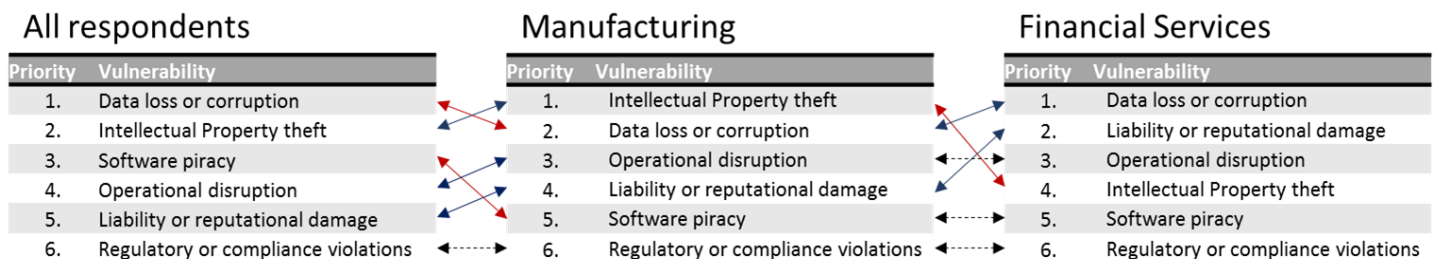 All respondents
Priority Vulnerability
1. Data loss or corruption
2. Intellectual Property theft
3. Software piracy
4. Operational disruption
5. Liability or reputational damage
6. Regulatory or compliance violations
Manufacturing
Priority Vulnerability
1. Intellectual Property theft
2. Data loss or corruption
3. Operational disruption
4. Liability or reputational damage
5. Software piracy
6. Regulatory or compliance violations
Financial Services
Priority Vulnerability
1. Data loss or corruption
2. Liability or reputational damage
3. Operational disruption
4. Intellectual Property theft
5. Software piracy
6. Regulatory or compliance violations